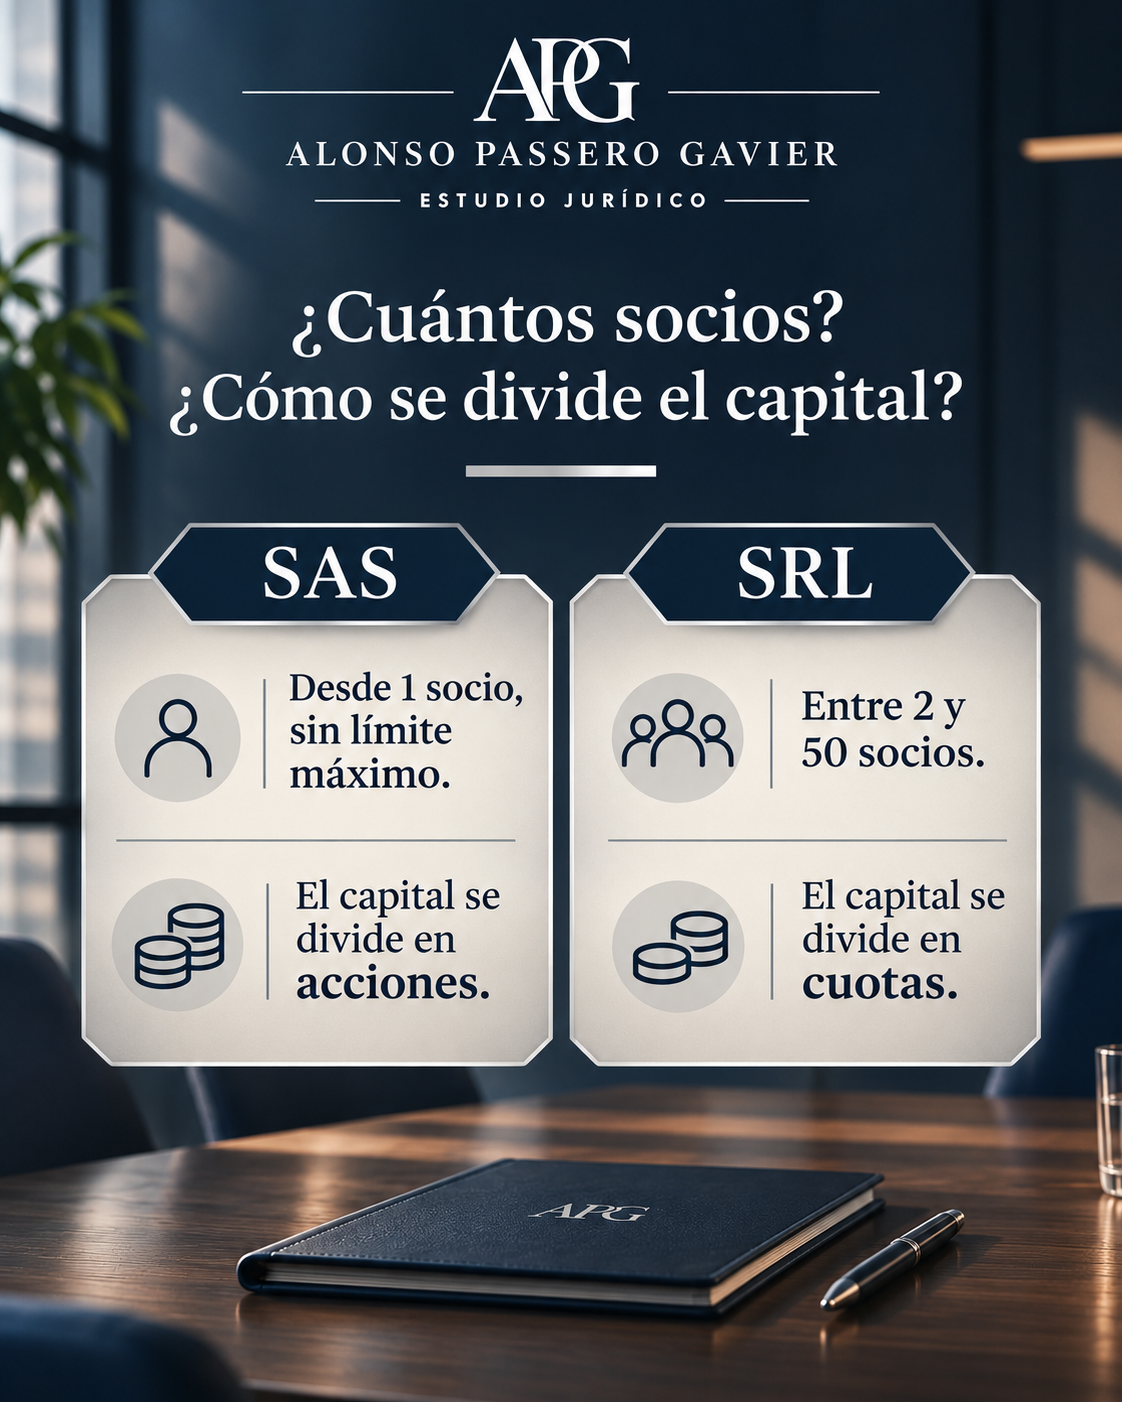 APG
ALONSO PASSERO GAVIER
ESTUDIO JURÍDICO
¿Cuántos socios?
¿Cómo se divide el capital?
SAS
Desde 1 socio,
sin límite
máximo.
El capital se
divide en
acciones.
SRL
Entre 2 y
50 socios.
El capital se
divide en
cuotas.
APG